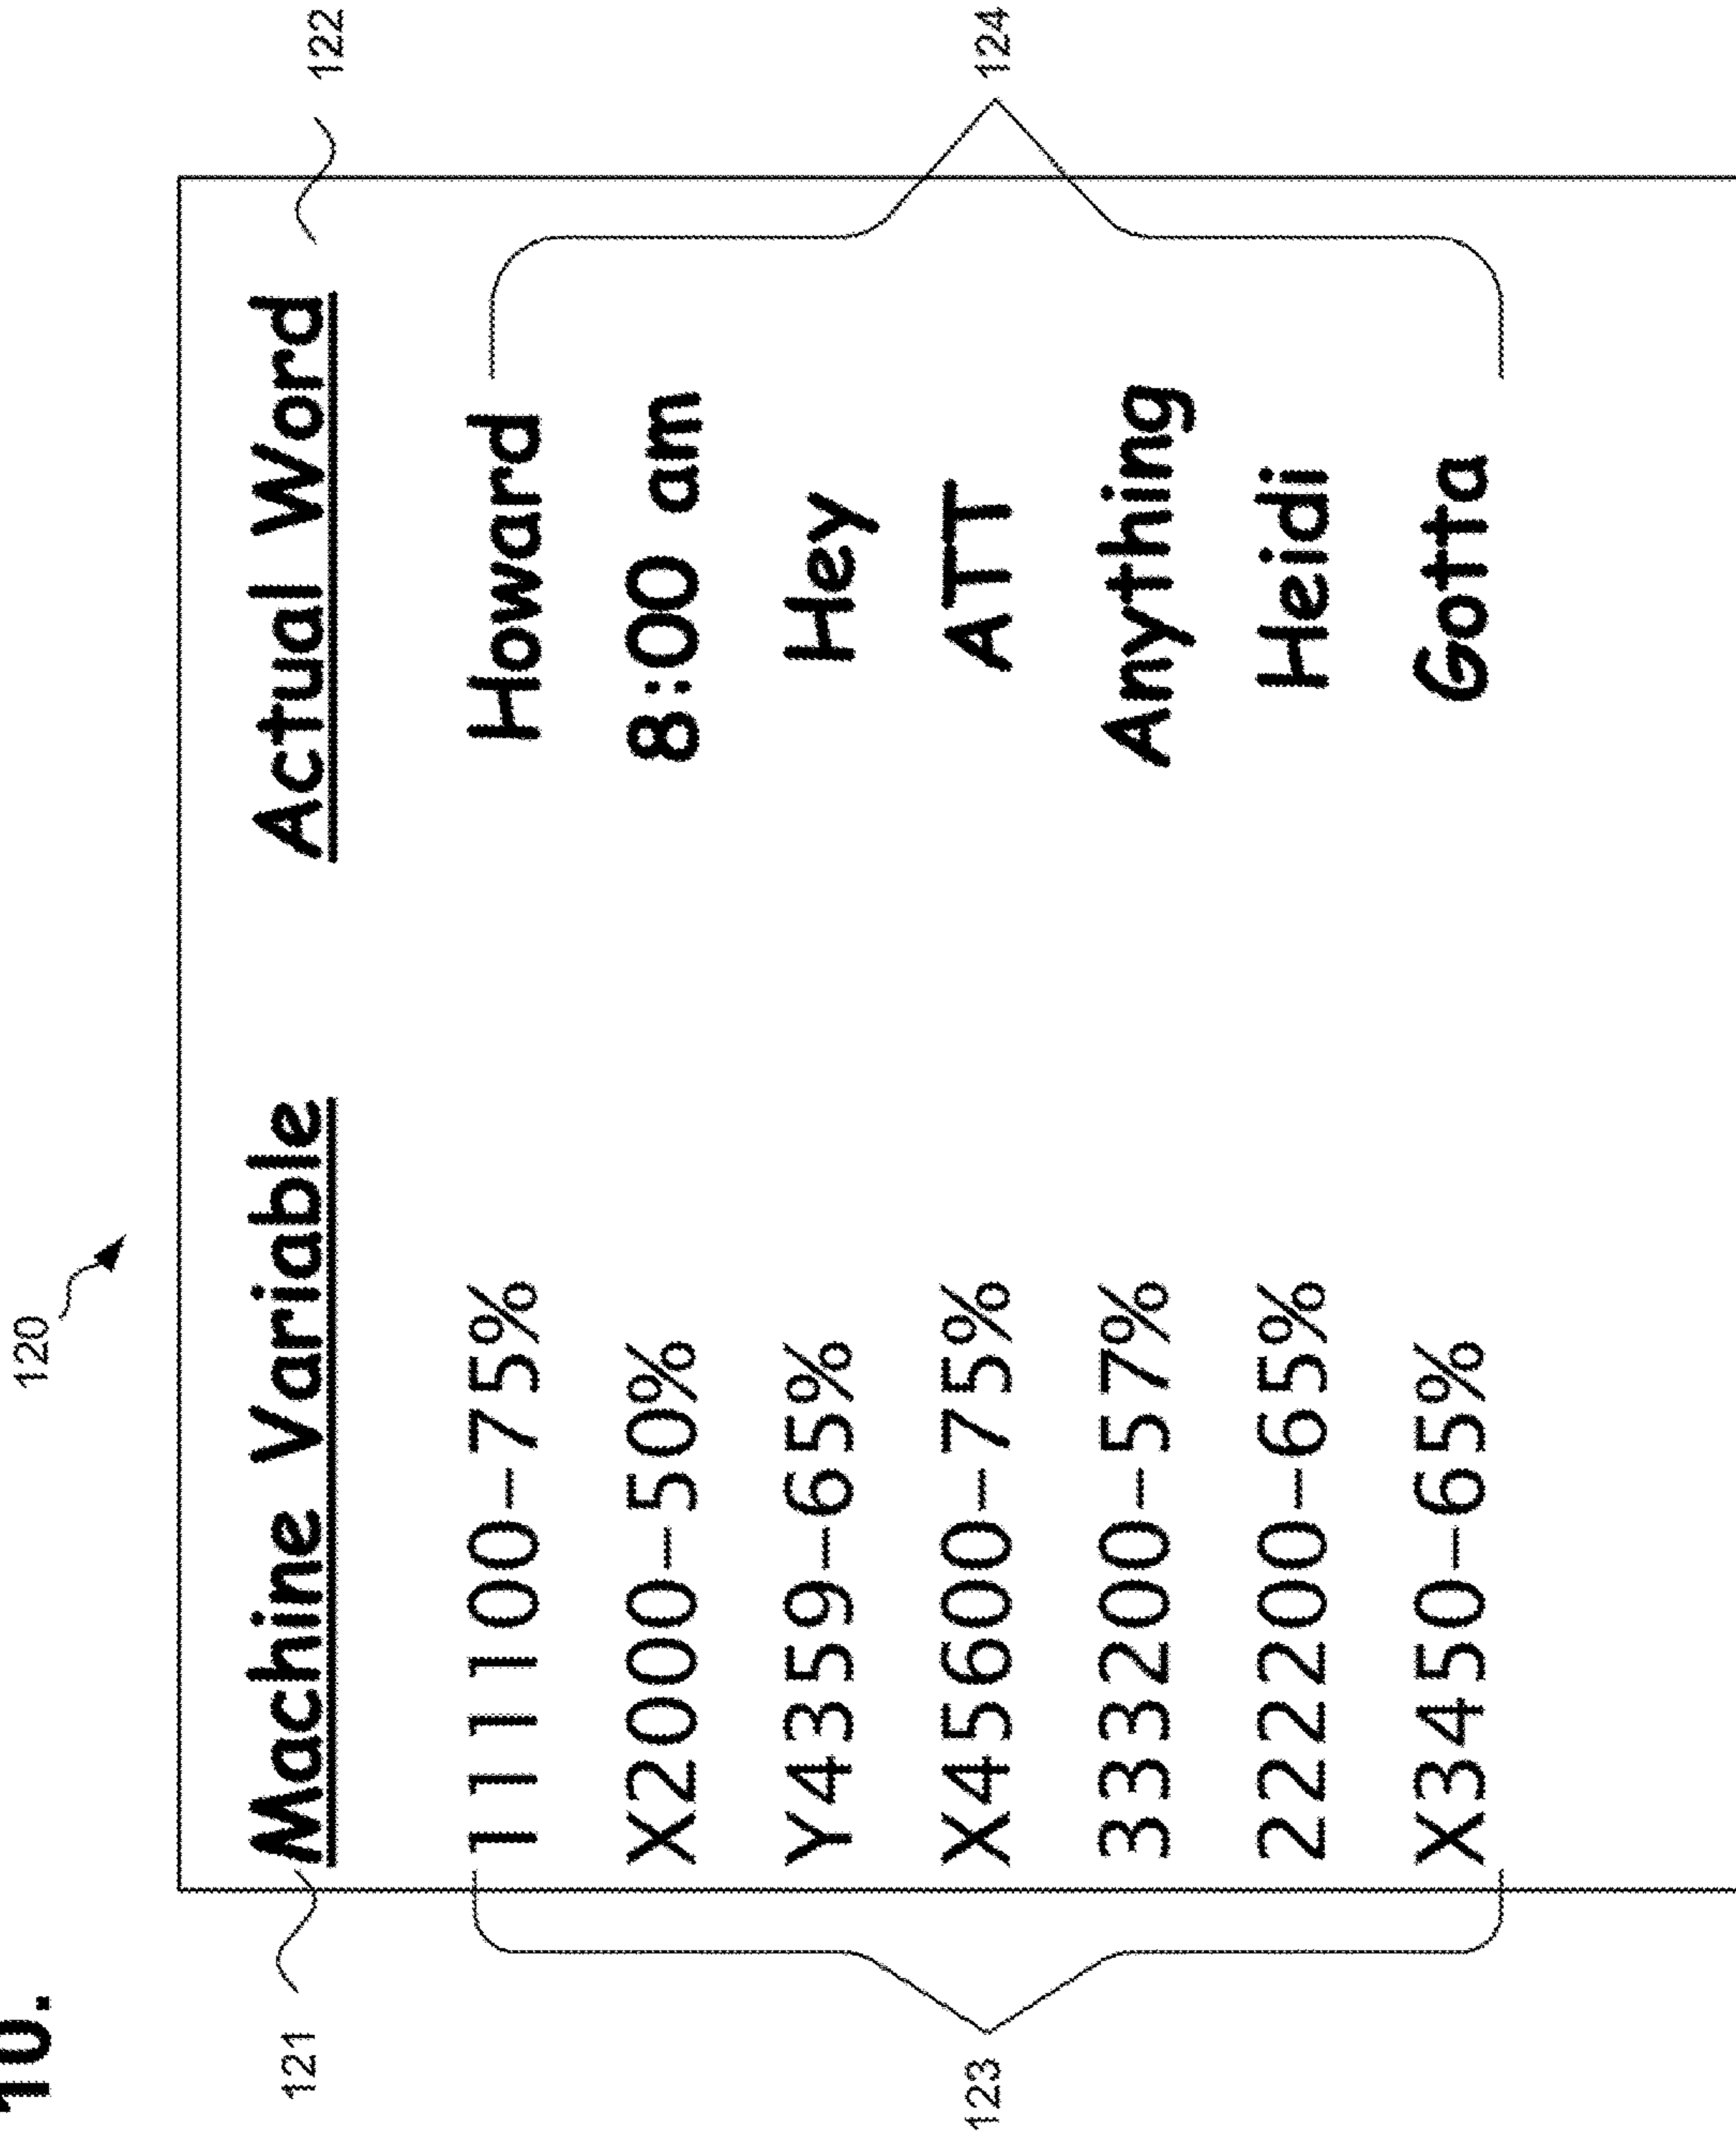 10.
120
121 Machine Variable Actual Word 122
111100-75% Howard
X2000-50% 8:00 am
Y4359-65% Hey
123 X45600-75% ATT 124
333200-57% Anything
222200-65% Heidi
X3450-65% Gotta